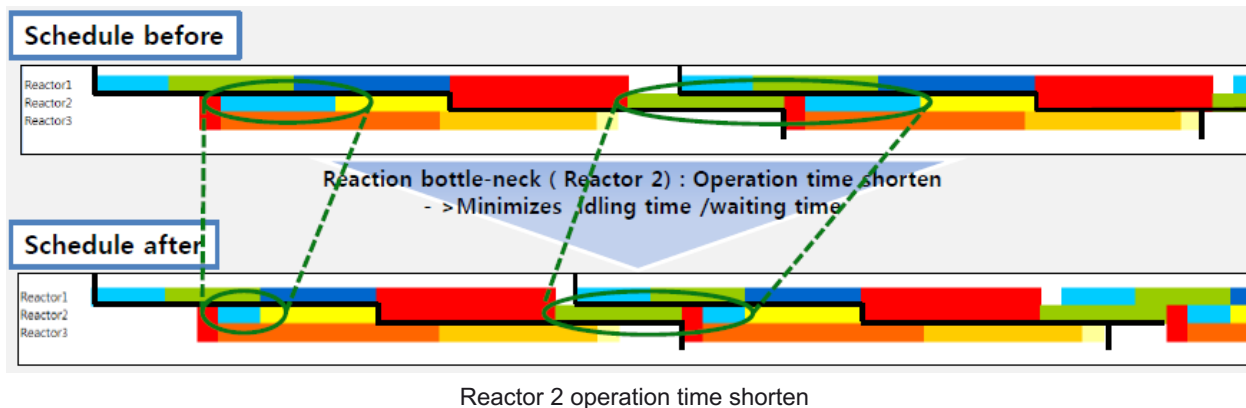 Schedule before
Reactor1
Reactor2
Reactor3
Reaction bottle-neck ( Reactor 2) : Operation time shorten
- >Minimizes idling time /waiting time
Schedule after
Reactor1
Reactor2
Reactor3
Reactor 2 operation time shorten